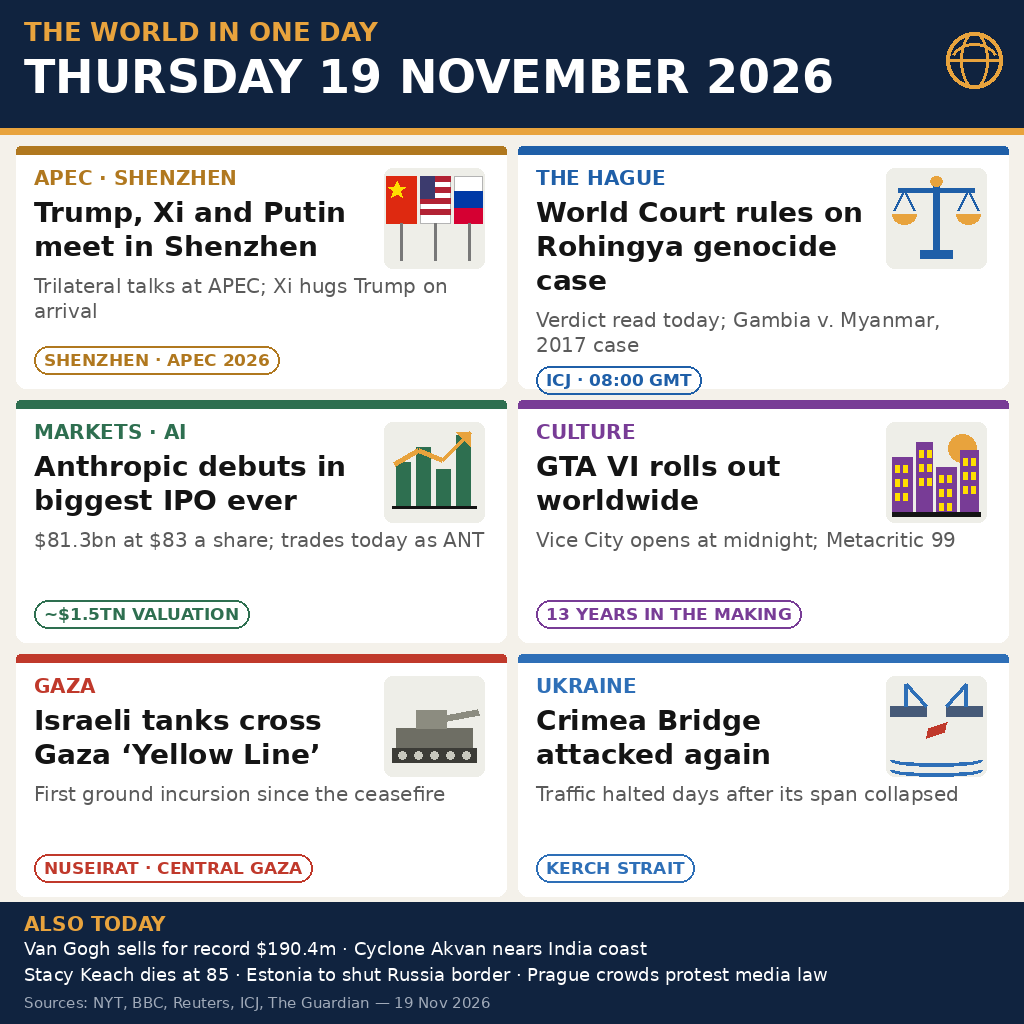 THE WORLD IN ONE DAY
THURSDAY 19 NOVEMBER 2026
APEC · SHENZHEN
Trump, Xi and Putin
meet in Shenzhen
Trilateral talks at APEC; Xi hugs Trump on
arrival
SHENZHEN · APEC 2026
THE HAGUE
World Court rules on
Rohingya genocide
case
Verdict read today; Gambia v. Myanmar,
2017 case
ICJ · 08:00 GMT
MARKETS · AI
Anthropic debuts in
biggest IPO ever
$81.3bn at $83 a share; trades today as ANT
~$1.5TN VALUATION
CULTURE
GTA VI rolls out
worldwide
Vice City opens at midnight; Metacritic 99
13 YEARS IN THE MAKING
GAZA
Israeli tanks cross
Gaza ‘Yellow Line’
First ground incursion since the ceasefire
NUSEIRAT · CENTRAL GAZA
UKRAINE
Crimea Bridge
attacked again
Traffic halted days after its span collapsed
KERCH STRAIT
ALSO TODAY
Van Gogh sells for record $190.4m · Cyclone Akvan nears India coast
Stacy Keach dies at 85 · Estonia to shut Russia border · Prague crowds protest media law
Sources: NYT, BBC, Reuters, ICJ, The Guardian — 19 Nov 2026